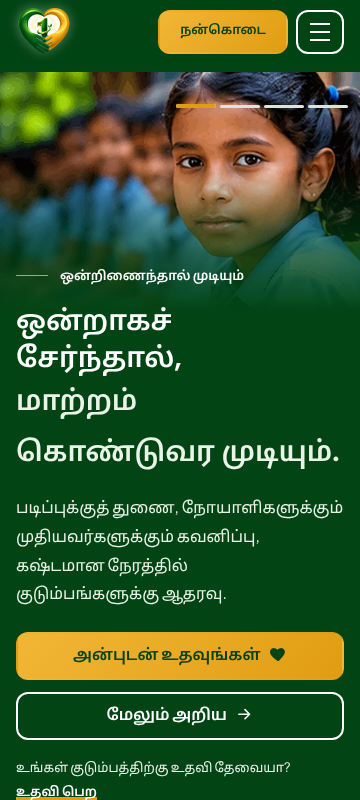 நன்கொடை
ஒன்றிணைந்தால் முடியும்
ஒன்றாகச்
சேர்ந்தால்,
மாற்றம்
கொண்டுவர முடியும்.
படிப்புக்குத் துணை, நோயாளிகளுக்கும்
முதியவர்களுக்கும் கவனிப்பு,
கஷ்டமான நேரத்தில்
குடும்பங்களுக்கு ஆதரவு.
அன்புடன் உதவுங்கள்
மேலும் அறிய
உங்கள் குடும்பத்திற்கு உதவி தேவையா?
உதவி பெற